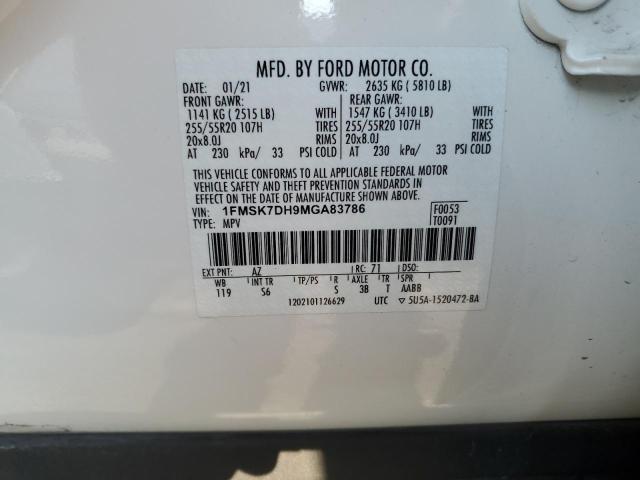 MFD. BY FORD MOTOR CO.
DATE: 01/21 GVWR: 2635 KG ( 5810 LB)
FRONT GAWR: REAR GAWR:
1141 KG ( 2515 LB) WITH 1547 KG ( 3410 LB) WITH
255/55R20 107H TIRES 255/55R20 107H TIRES
20x8.0J RIMS 20x8.0J RIMS
AT 230 kPa/ 33 PSI COLD AT 230 kPa/ 33 PSI COLD
THIS VEHICLE CONFORMS TO ALL APPLICABLE FEDERAL MOTOR
VEHICLE SAFETY AND THEFT PREVENTION STANDARDS IN
EFFECT ON THE DATE OF MANUFACTURE SHOWN ABOVE.
VIN: 1FMSK7DH9MGA83786 F0053
TYPE: MPV T0091
EXT PNT: AZ RC: 71 DSO:
WB INT TR TP/PS R AXLE TR SPR
119 S6 S 3B T AABB
1202101126629 UTC ▽ 5U5A-1520472-BA